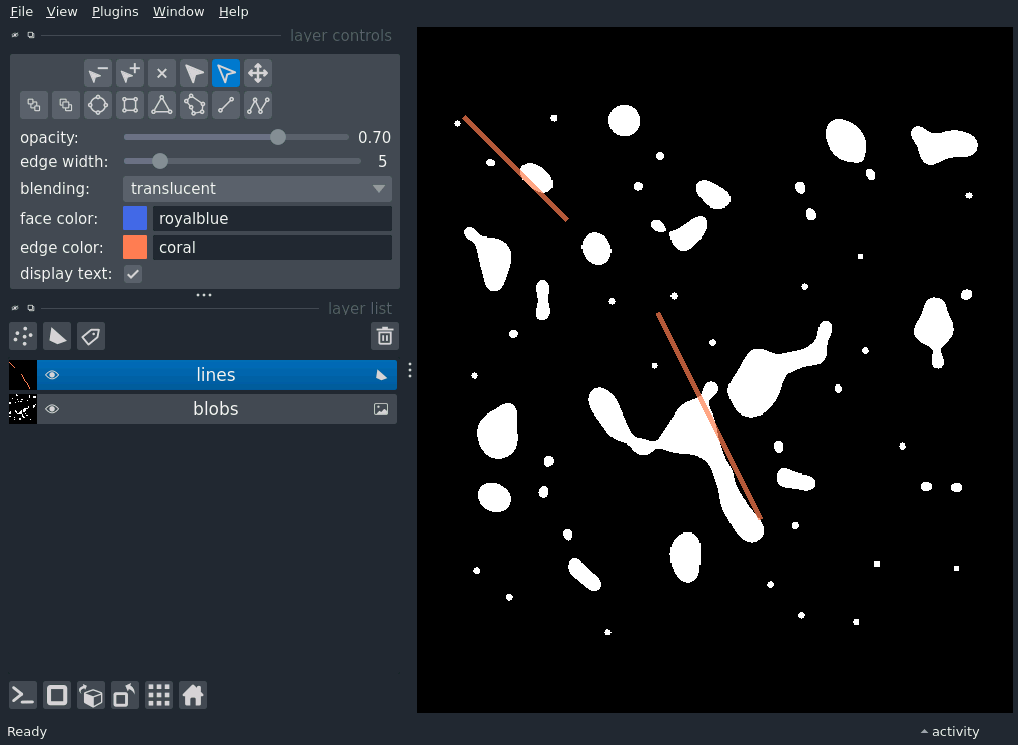 File View Plugins Window Help
layer controls
opacity: 0.70
edge width: 5
blending: translucent
face color: royalblue
edge color: coral
display text:
layer list
lines
blobs
Ready activity